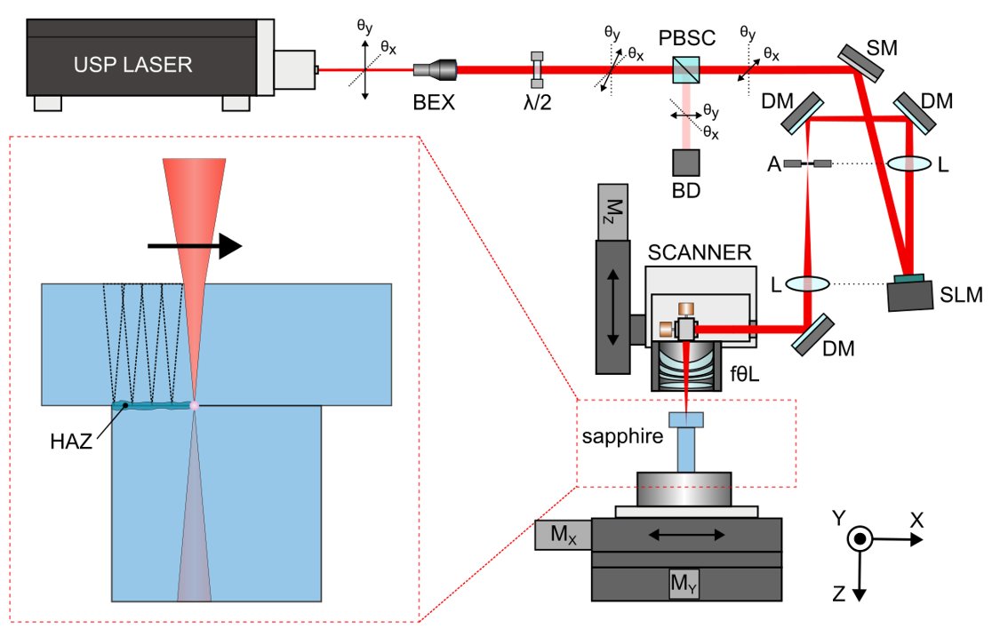 USP LASER
θy
θx
BEX
λ/2
θy
θx
PBSC
θy
θx
SM
θy
θx
BD
DM
DM
A
L
MZ
SCANNER
L
SLM
DM
fθL
HAZ
sapphire
MX
MY
Y
X
Z